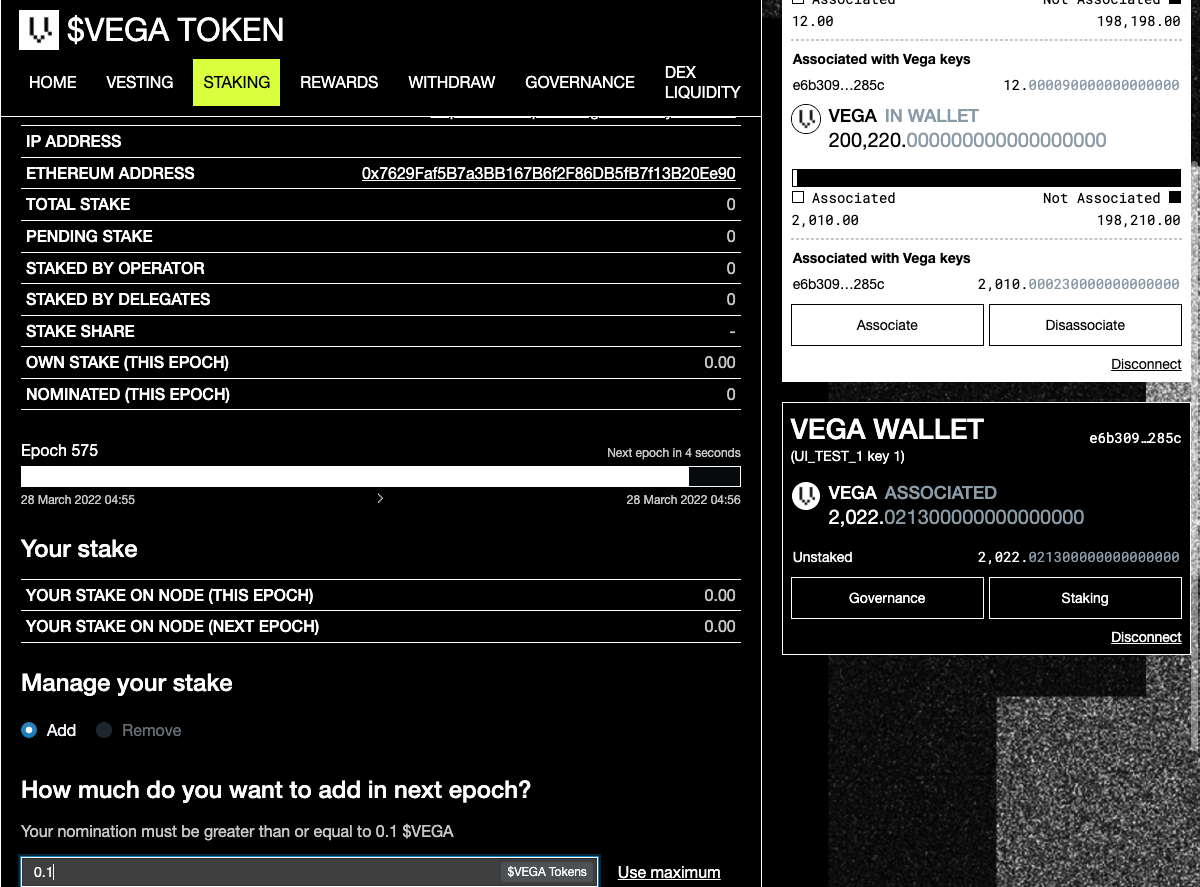 $VEGA TOKEN
HOME VESTING STAKING REWARDS WITHDRAW GOVERNANCE DEX LIQUIDITY
IP ADDRESS
ETHEREUM ADDRESS 0x7629Faf5B7a3BB167B6f2F86DB5fB7f13B20Ee90
TOTAL STAKE 0
PENDING STAKE 0
STAKED BY OPERATOR 0
STAKED BY DELEGATES 0
STAKE SHARE -
OWN STAKE (THIS EPOCH) 0.00
NOMINATED (THIS EPOCH) 0
Epoch 575 Next epoch in 4 seconds
28 March 2022 04:55 28 March 2022 04:56
Your stake
YOUR STAKE ON NODE (THIS EPOCH) 0.00
YOUR STAKE ON NODE (NEXT EPOCH) 0.00
Manage your stake
Add Remove
How much do you want to add in next epoch?
Your nomination must be greater than or equal to 0.1 $VEGA
0.1 $VEGA Tokens Use maximum
Associated Not Associated
12.00 198,198.00
Associated with Vega keys
e6b309…285c 12.000090000000000000
VEGA IN WALLET
200,220.000000000000000000
Associated Not Associated
2,010.00 198,210.00
Associated with Vega keys
e6b309…285c 2,010.000230000000000000
Associate Disassociate
Disconnect
VEGA WALLET e6b309…285c
(UI_TEST_1 key 1)
VEGA ASSOCIATED
2,022.021300000000000000
Unstaked 2,022.021300000000000000
Governance Staking
Disconnect